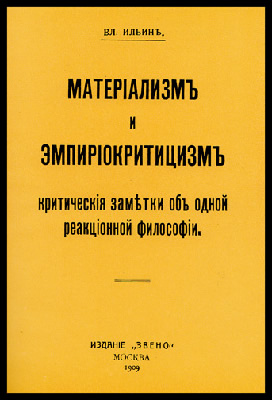 ВЛ. ИЛЬИНЪ.
МАТЕРІАЛИЗМЪ
И
ЭМПИРІОКРИТИЦИЗМЪ
критическія замѣтки объ одной
реакціонной философіи.
ИЗДАНІЕ „ЗВЕНО“
МОСКВА
1909